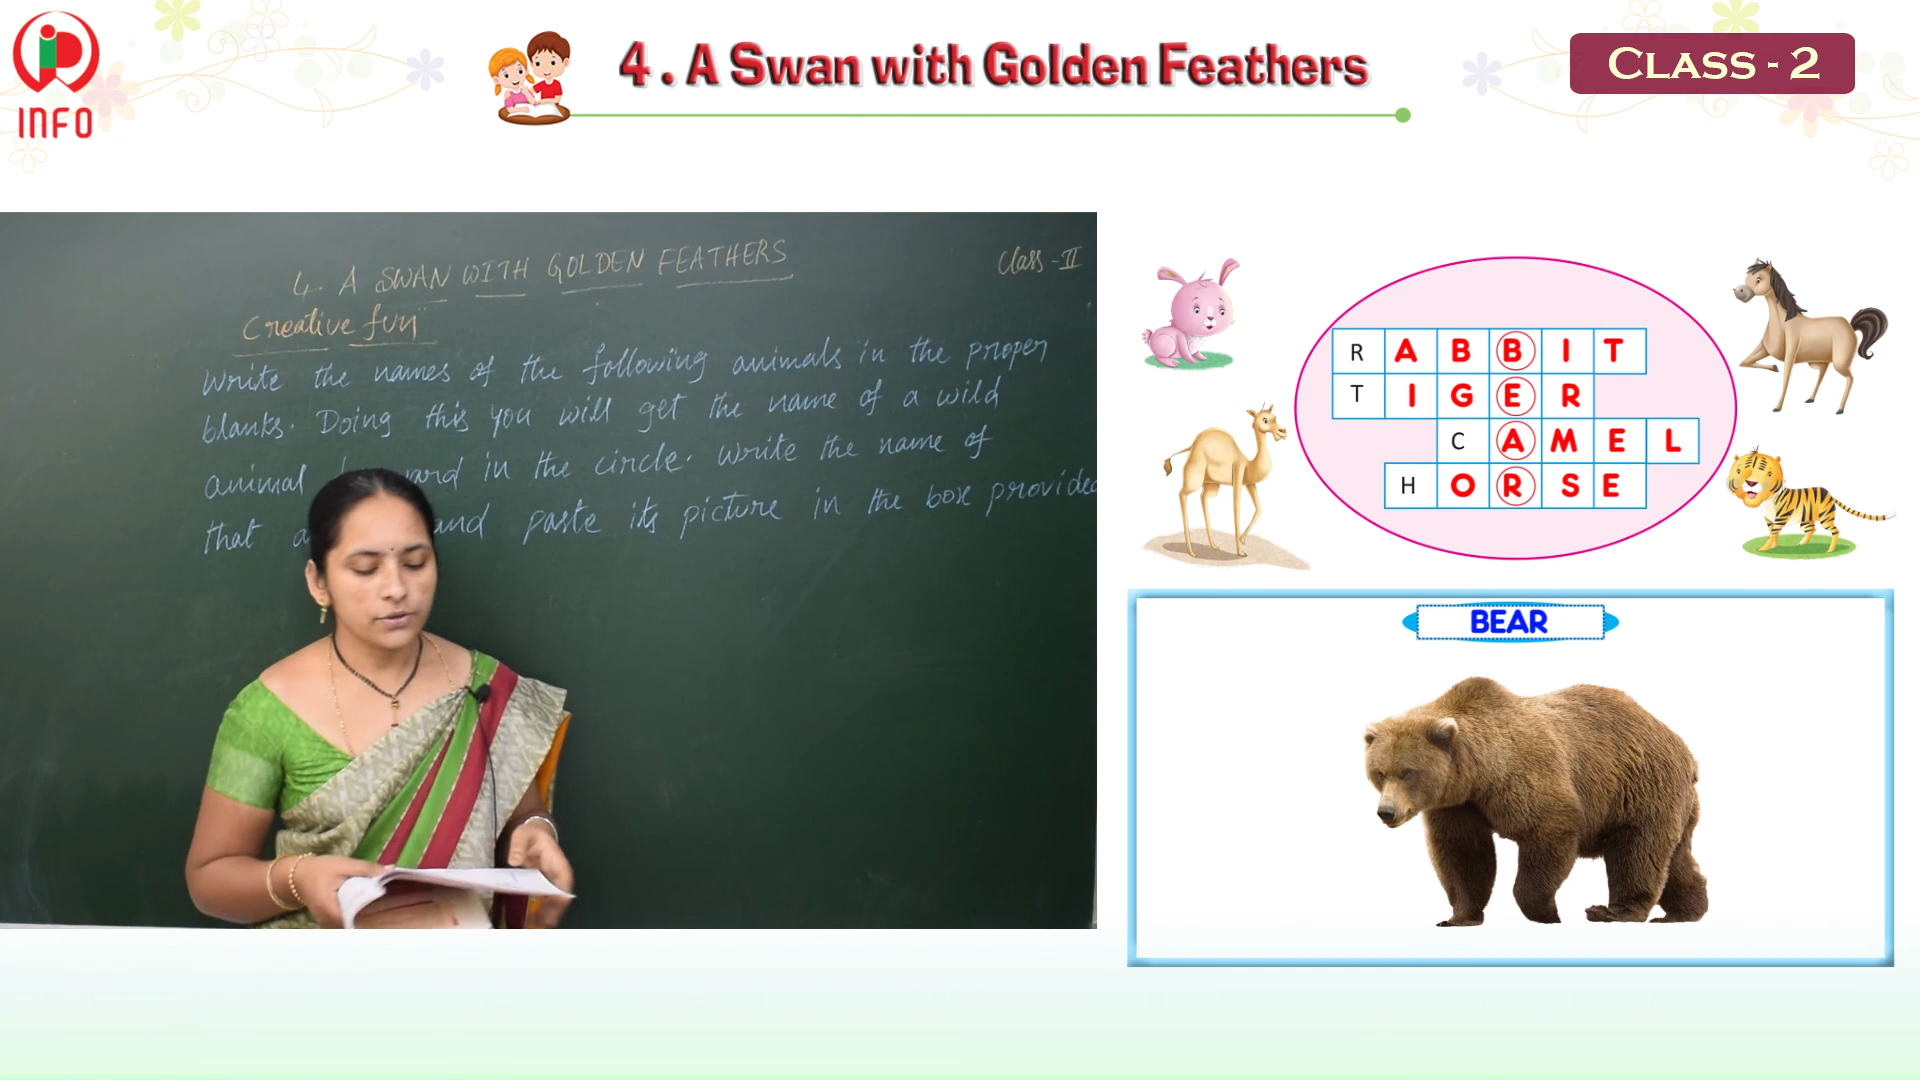 INFO
4 . A Swan with Golden Feathers
CLASS - 2
4. A SWAN WITH GOLDEN FEATHERS
Class - II
Creative fun
Write the names of the following animals in the proper
blanks. Doing this you will get the name of a wild
animal in the circle. Write the name of
that and paste its picture in the box provided
R A B B I T
T I G E R
C A M E L
H O R S E
BEAR